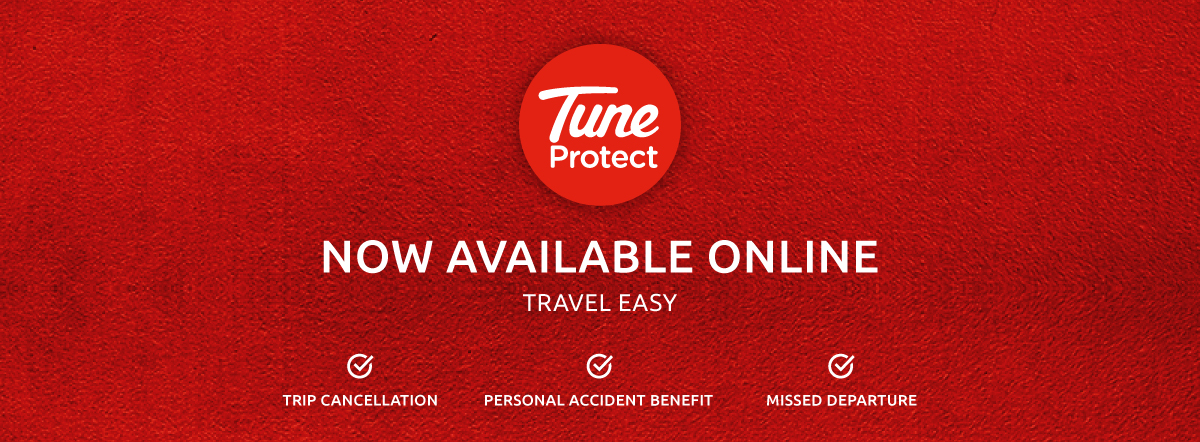 Tune
Protect
NOW AVAILABLE ONLINE
TRAVEL EASY
TRIP CANCELLATION
PERSONAL ACCIDENT BENEFIT
MISSED DEPARTURE